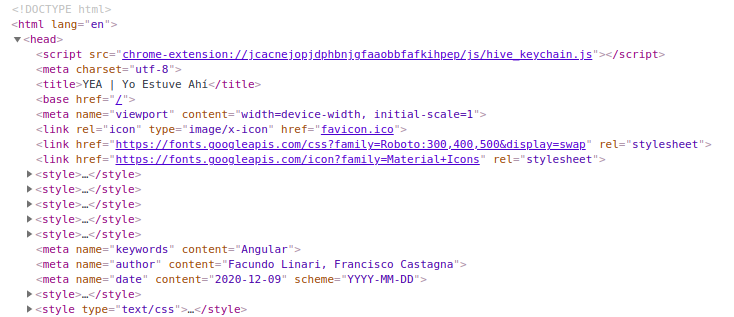 <!DOCTYPE html>
<html lang="en">
<head>
<script src="chrome-extension://jcacnejopjdphbnjgfaaobbfafkihpep/js/hive_keychain.js"></script>
<meta charset="utf-8">
<title>YEA | Yo Estuve Ahí</title>
<base href="/">
<meta name="viewport" content="width=device-width, initial-scale=1">
<link rel="icon" type="image/x-icon" href="favicon.ico">
<link href="https://fonts.googleapis.com/css?family=Roboto:300,400,500&display=swap" rel="stylesheet">
<link href="https://fonts.googleapis.com/icon?family=Material+Icons" rel="stylesheet">
<style>…</style>
<style>…</style>
<style>…</style>
<style>…</style>
<style>…</style>
<meta name="keywords" content="Angular">
<meta name="author" content="Facundo Linari, Francisco Castagna">
<meta name="date" content="2020-12-09" scheme="YYYY-MM-DD">
<style>…</style>
<style type="text/css">…</style>